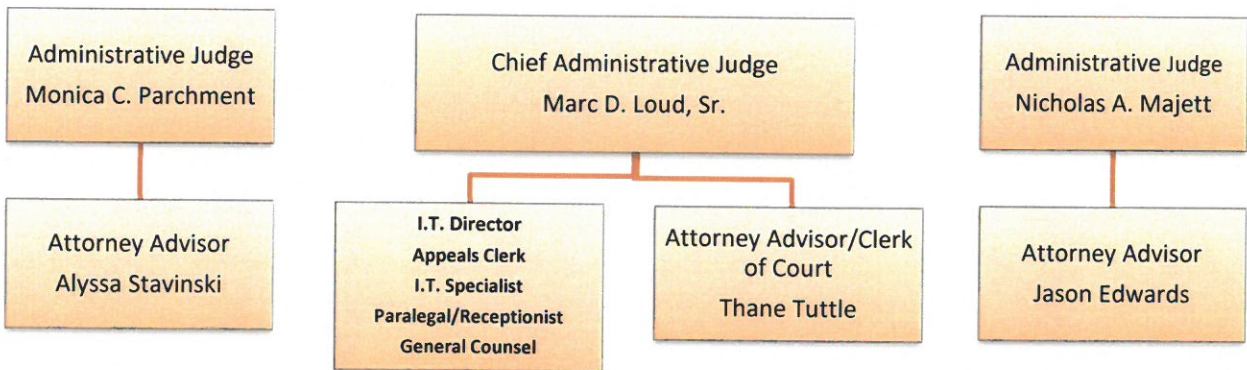 Administrative Judge
Monica C. Parchment
Chief Administrative Judge
Marc D. Loud, Sr.
Administrative Judge
Nicholas A. Majett
Attorney Advisor
Alyssa Stavinski
I.T. Director
Appeals Clerk
I.T. Specialist
Paralegal/Receptionist
General Counsel
Attorney Advisor/Clerk
of Court
Thane Tuttle
Attorney Advisor
Jason Edwards